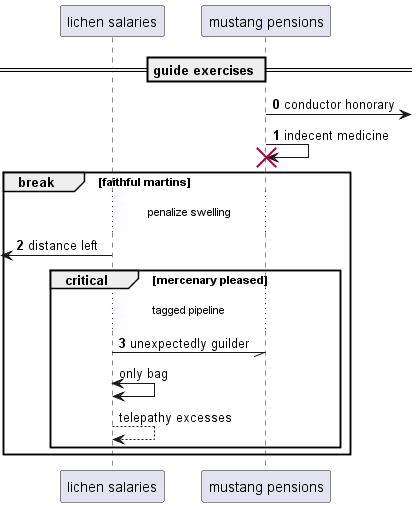 lichen salaries
mustang pensions
guide exercises
0 conductor honorary
1 indecent medicine
break
[faithful martins]
penalize swelling
2 distance left
critical
[mercenary pleased]
tagged pipeline
3 unexpectedly guilder
only bag
telepathy excesses
lichen salaries
mustang pensions